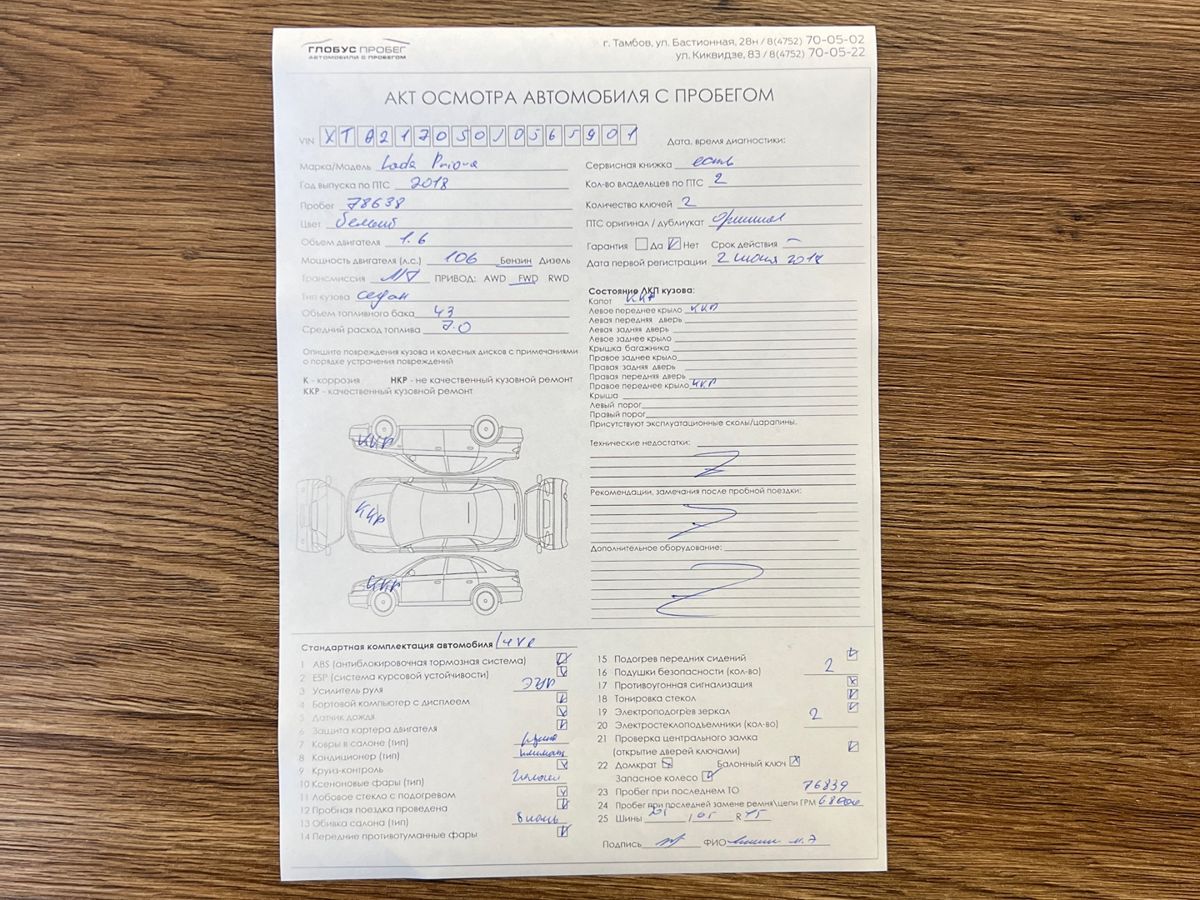 ГЛОБУС ПРОБЕГ
АВТОМОБИЛИ С ПРОБЕГОМ
г. Тамбов, ул. Бастионная, 28н / 8(4752) 70-05-02
ул. Киквидзе, 83 / 8(4752) 70-05-22
АКТ ОСМОТРА АВТОМОБИЛЯ С ПРОБЕГОМ
VIN
Дата, время диагностики:
Марка/Модель Lada Priora
Год выпуска по ПТС 2018
Пробег 78638
Цвет белый
Объем двигателя 1.6
Мощность двигателя (л.с.) 106 Бензин Дизель
Трансмиссия МТ ПРИВОД: AWD FWD RWD
Тип кузова седан
Объем топливного бака 43
Средний расход топлива 7.0
Сервисная книжка есть
Кол-во владельцев по ПТС 2
Количество ключей 2
ПТС оригинал / дубликат Оригинал
Гарантия Да Нет Срок действия —
Дата первой регистрации 2 июня 2018
Опишите повреждения кузова и колесных дисков с примечаниями
о порядке устранения повреждений
К - коррозия НКР - не качественный кузовной ремонт
ККР - качественный кузовной ремонт
ККР
ККР
ККР
Состояние ЛКП кузова:
Капот ККР
Левое переднее крыло ККР
Левая передняя дверь
Левая задняя дверь
Левое заднее крыло
Крышка багажника
Правое заднее крыло
Правая задняя дверь
Правая передняя дверь
Правое переднее крыло ККР
Крыша
Левый порог
Правый порог
Присутствуют эксплуатационные сколы/царапины.
Технические недостатки:
Рекомендации, замечания после пробной поездки:
Дополнительное оборудование:
Стандартная комплектация автомобиля
1 ABS (антиблокировочная тормозная система)
2 ESP (система курсовой устойчивости)
3 Усилитель руля ЭУР
4 Бортовой компьютер с дисплеем
5 Датчик дождя
6 Защита картера двигателя
7 Ковры в салоне (тип)
8 Кондиционер (тип) климат
9 Круиз-контроль
10 Ксеноновые фары (тип)
11 Лобовое стекло с подогревом
12 Пробная поездка проведена
13 Обивка салона (тип)
14 Передние противотуманные фары
15 Подогрев передних сидений
16 Подушки безопасности (кол-во) 2
17 Противоугонная сигнализация
18 Тонировка стекол
19 Электроподогрев зеркал
20 Электростеклоподъемники (кол-во) 2
21 Проверка центрального замка
(открытие дверей ключами)
22 Домкрат Балонный ключ
Запасное колесо
23 Пробег при последнем ТО 76839
24 Пробег при последней замене ремня\цепи ГРМ
25 Шины / R 15
Подпись ФИО